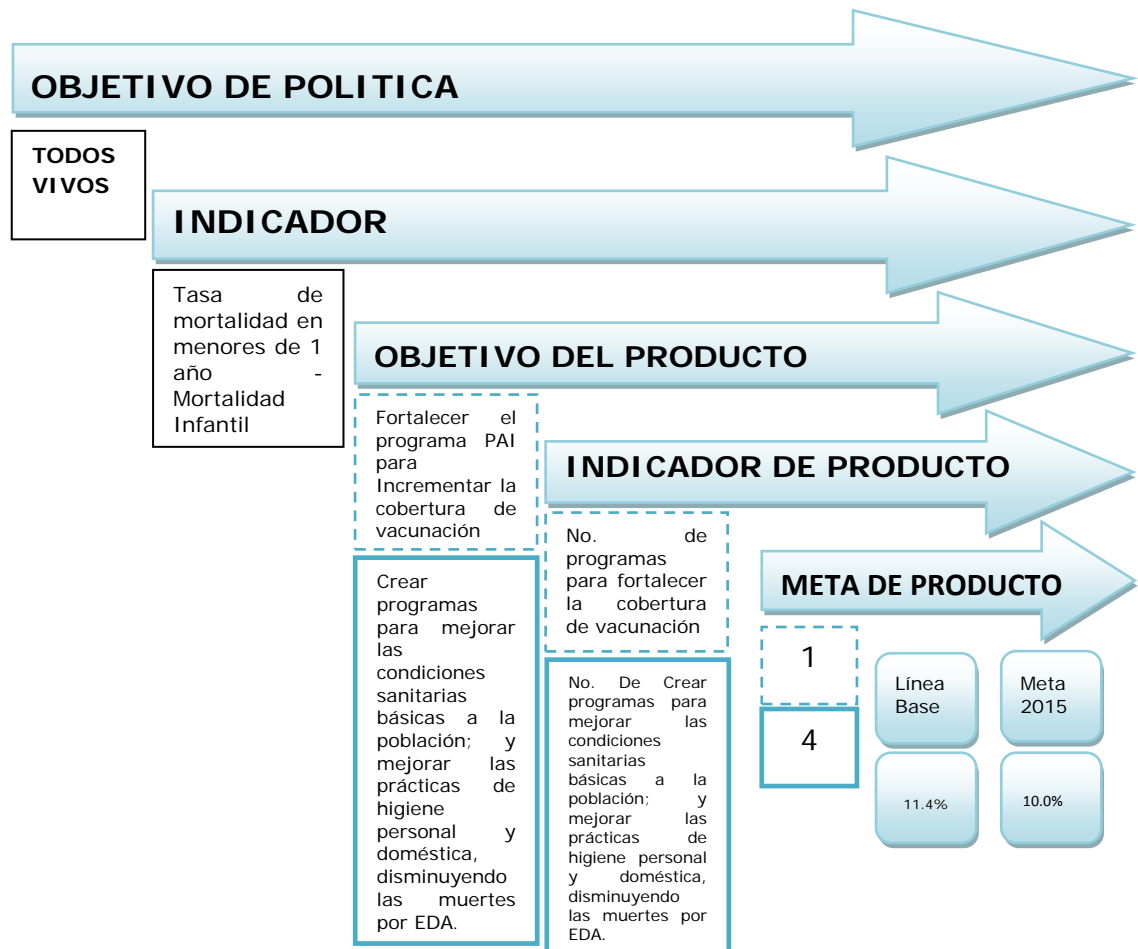 OBJETIVO DE POLITICA
TODOS
VIVOS
INDICADOR
Tasa de
mortalidad en
menores de 1
año -
Mortalidad
Infantil
OBJETIVO DEL PRODUCTO
Fortalecer el
programa PAI
para
Incrementar la
cobertura de
vacunación
Crear
programas
para mejorar
las
condiciones
sanitarias
básicas a la
población; y
mejorar las
prácticas de
higiene
personal y
doméstica,
disminuyendo
las muertes
por EDA.
INDICADOR DE PRODUCTO
No. de
programas
para fortalecer
la cobertura
de vacunación
No. De Crear
programas para
mejorar las
condiciones
sanitarias
básicas a la
población; y
mejorar las
prácticas de
higiene personal
y doméstica,
disminuyendo
las muertes por
EDA.
META DE PRODUCTO
1
4
Línea
Base
Meta
2015
11.4%
10.0%